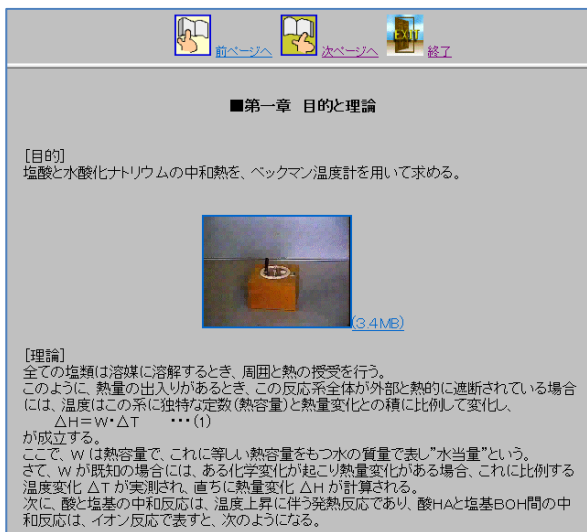 前ページへ 次ページへ EXIT 終了
■第一章 目的と理論
[目的]
塩酸と水酸化ナトリウムの中和熱を、ベックマン温度計を用いて求める。
(3.4MB)
[理論]
全ての塩類は溶媒に溶解するとき、周囲と熱の授受を行う。
このように、熱量の出入りがあるとき、この反応系全体が外部と熱的に遮断されている場合
には、温度はこの系に独特な定数(熱容量)と熱量変化との積に比例して変化し、
△H=W・△T ・・・(1)
が成立する。
ここで、W は熱容量で、これに等しい熱容量をもつ水の質量で表し"水当量"という。
さて、W が既知の場合には、ある化学変化が起こり熱量変化がある場合、これに比例する
温度変化 △T が実測され、直ちに熱量変化 △H が計算される。
次に、酸と塩基の中和反応は、温度上昇に伴う発熱反応であり、酸HAと塩基BOH間の中
和反応は、イオン反応で表すと、次のようになる。